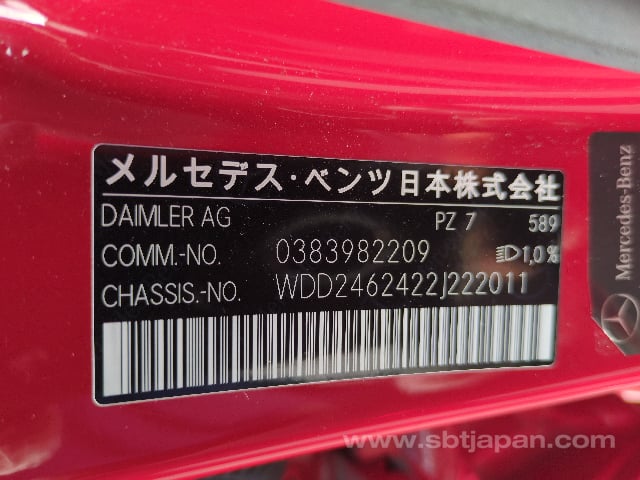 メルセデス・ベンツ日本株式会社
DAIMLER AG PZ 7 589
COMM.-NO. 0383982209 1,0%
CHASSIS.-NO. WDD2462422J222011
Mercedes-Benz
www.sbtjapan.com